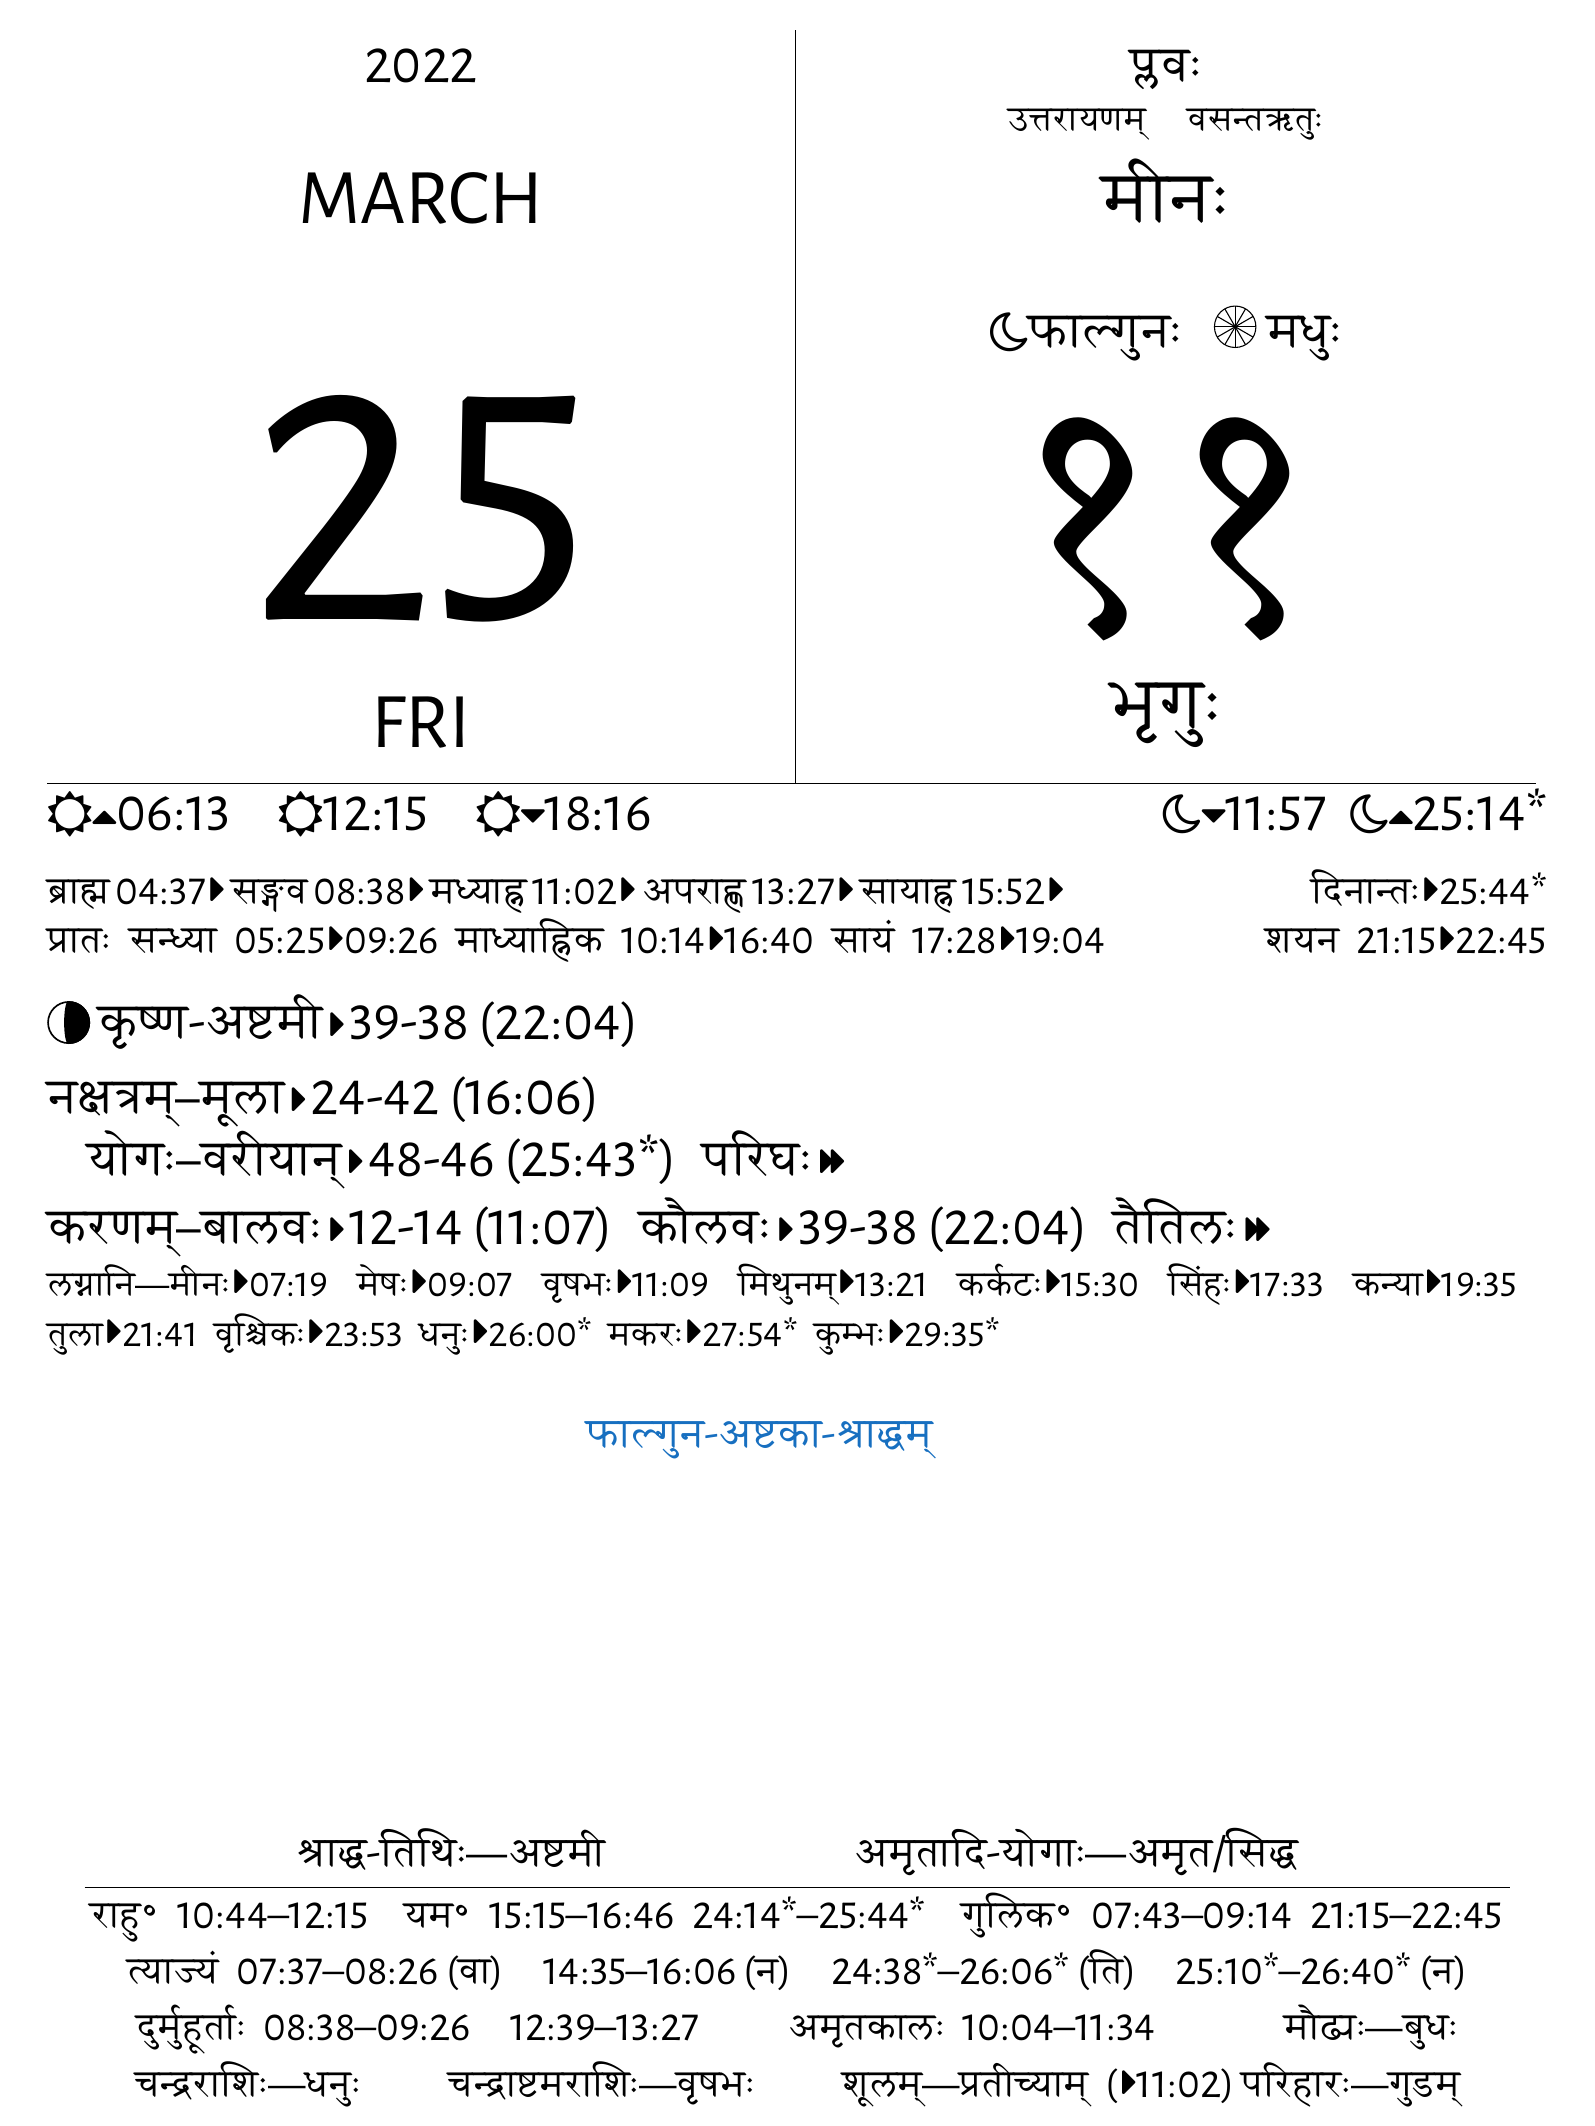 2022
MARCH
25
FRI
प्लवः
उत्तरायणम् वसन्तऋतुः
मीनः
फाल्गुनः मधुः
११
भृगुः
06:13 12:15 18:16 11:57 25:14*
ब्राह्म 04:37 सङ्गव 08:38 मध्याह्न 11:02 अपराह्ण 13:27 सायाह्न 15:52 दिनान्तः 25:44*
प्रातः सन्ध्या 05:25 09:26 माध्याह्निक 10:14 16:40 सायं 17:28 19:04 शयन 21:15 22:45
कृष्ण-अष्टमी 39-38 (22:04)
नक्षत्रम्–मूला 24-42 (16:06)
योगः–वरीयान् 48-46 (25:43*) परिघः
करणम्–बालवः 12-14 (11:07) कौलवः 39-38 (22:04) तैतिलः
लग्नानि—मीनः 07:19 मेषः 09:07 वृषभः 11:09 मिथुनम् 13:21 कर्कटः 15:30 सिंहः 17:33 कन्या 19:35
तुला 21:41 वृश्चिकः 23:53 धनुः 26:00* मकरः 27:54* कुम्भः 29:35*
फाल्गुन-अष्टका-श्राद्धम्
श्राद्ध-तिथिः—अष्टमी अमृतादि-योगाः—अमृत/सिद्ध
राहु॰ 10:44–12:15 यम॰ 15:15–16:46 24:14*–25:44* गुलिक॰ 07:43–09:14 21:15–22:45
त्याज्यं 07:37–08:26 (वा) 14:35–16:06 (न) 24:38*–26:06* (ति) 25:10*–26:40* (न)
दुर्मुहूर्ताः 08:38–09:26 12:39–13:27 अमृतकालः 10:04–11:34 मौढ्यः—बुधः
चन्द्रराशिः—धनुः चन्द्राष्टमराशिः—वृषभः शूलम्—प्रतीच्याम् (11:02) परिहारः—गुडम्